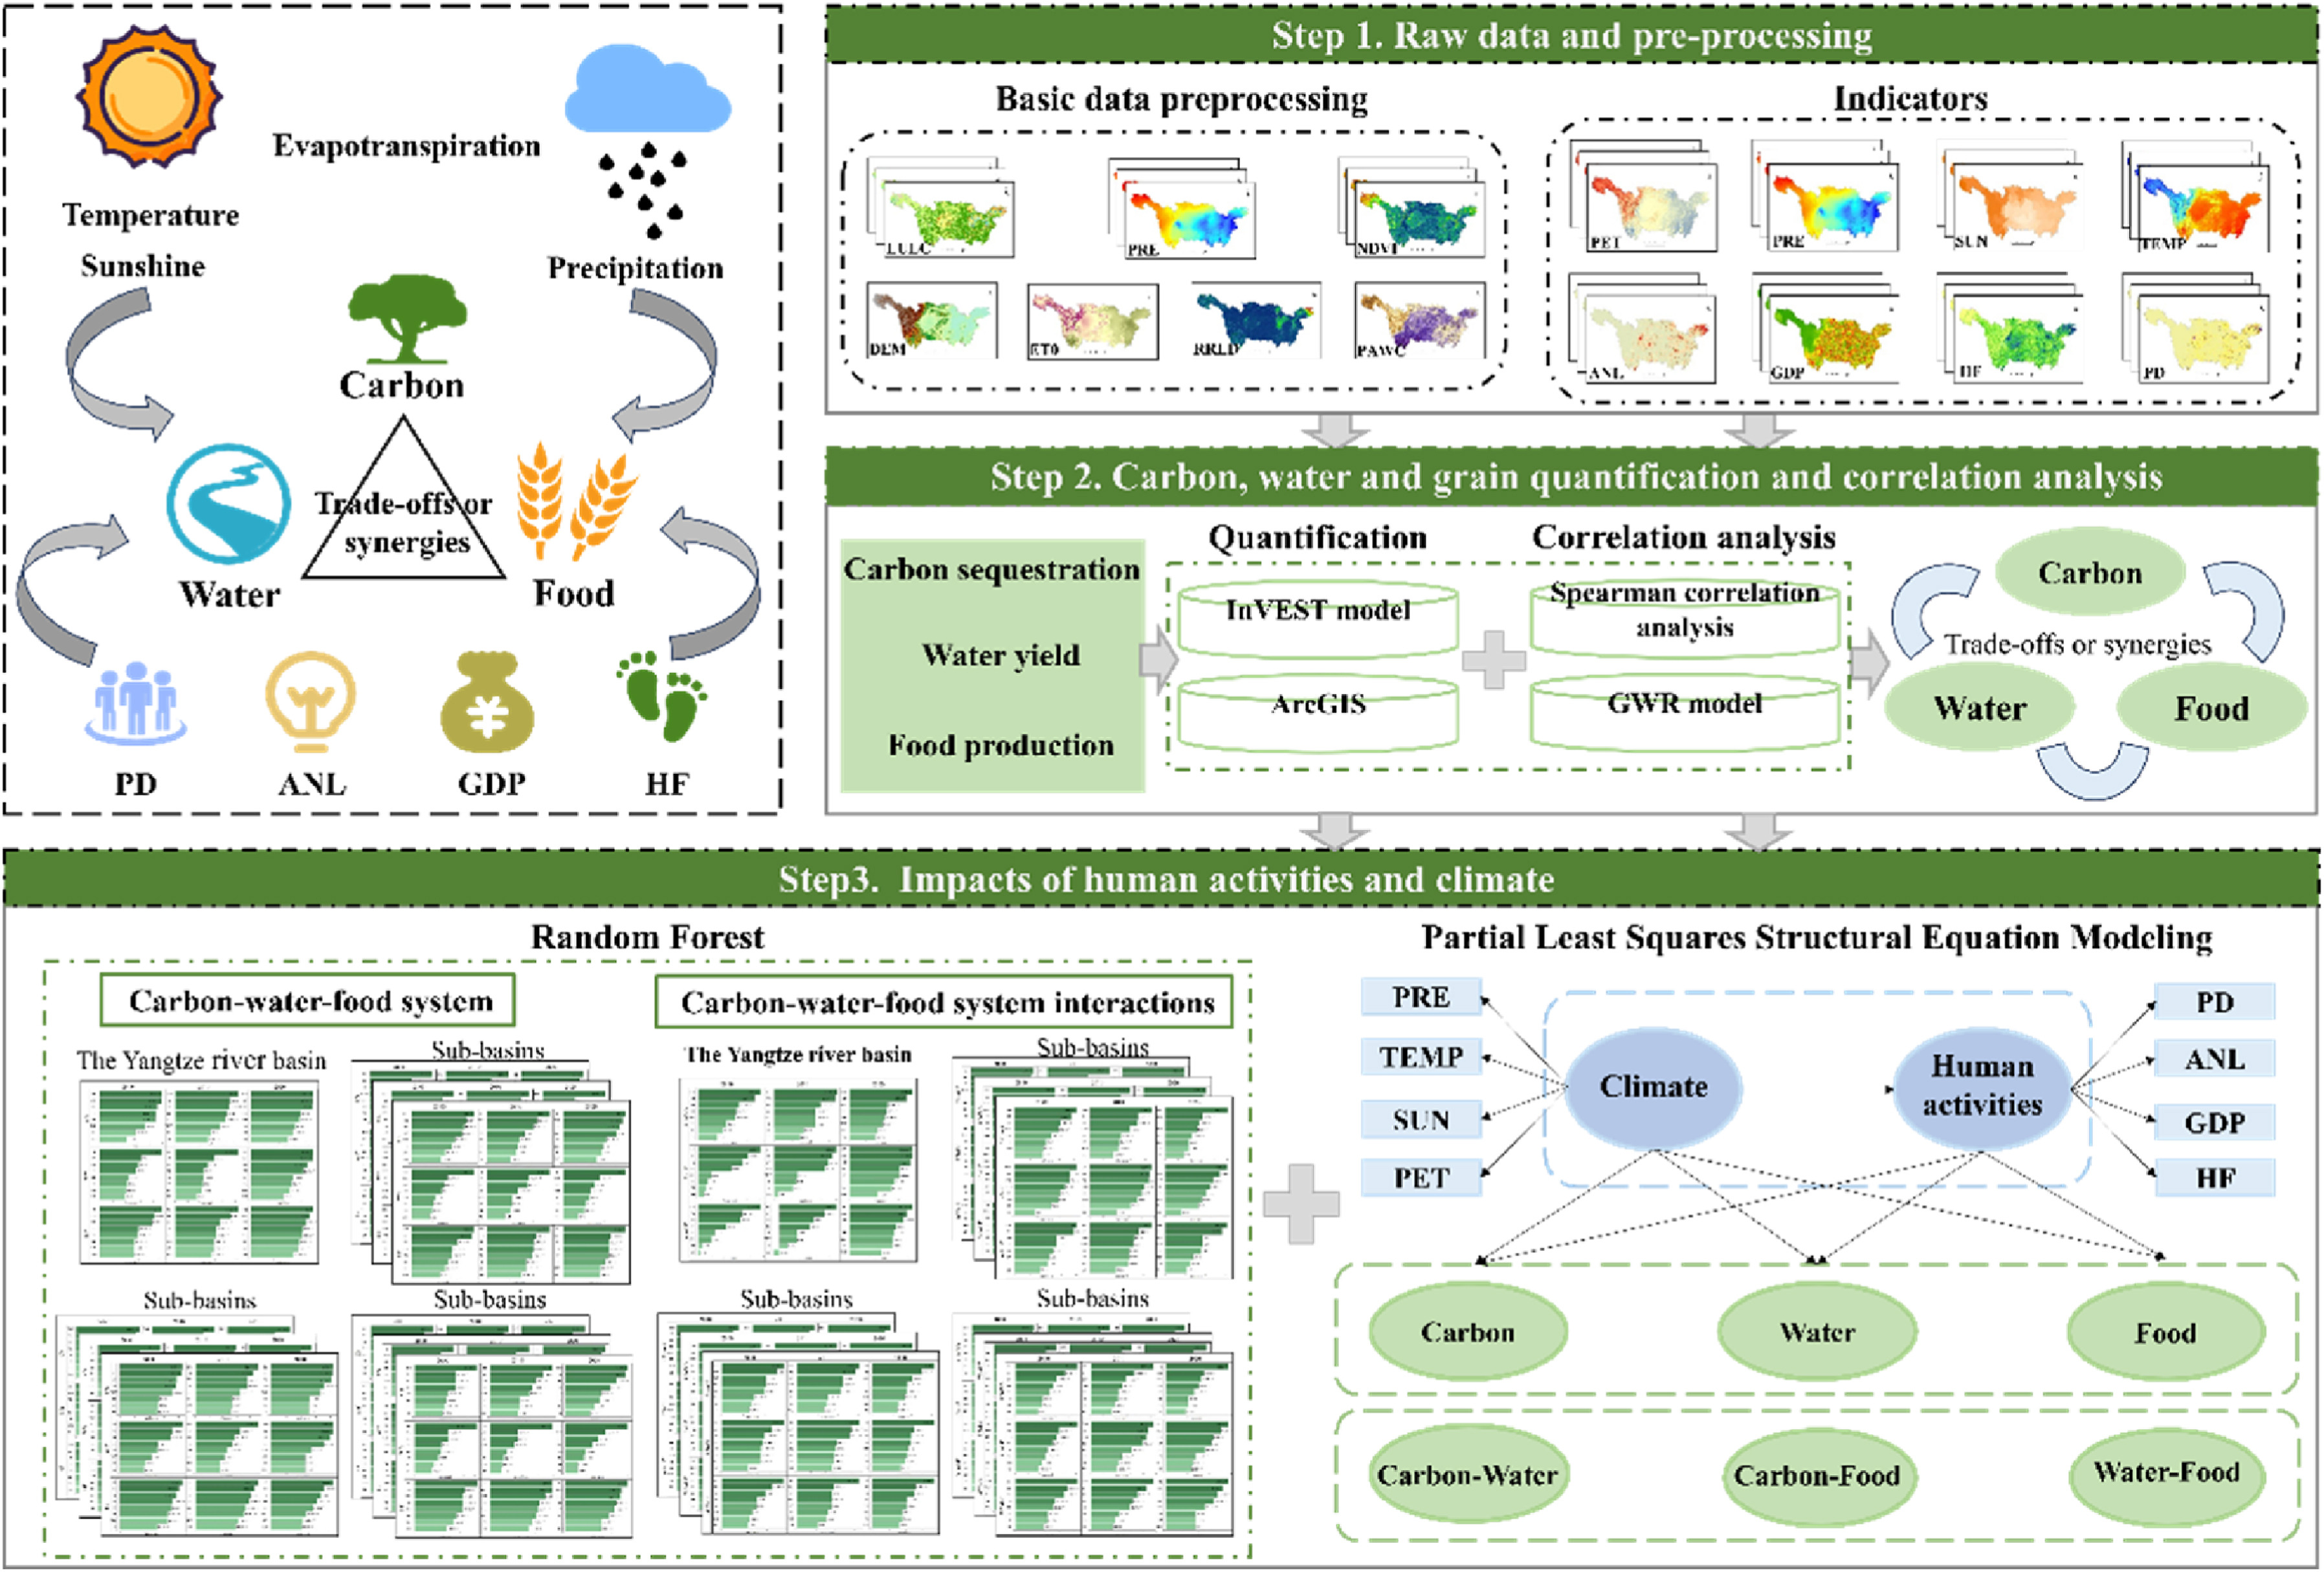 Evapotranspiration
Temperature
Sunshine
Precipitation
Carbon
Trade-offs or
synergies
Water
Food
PD
ANL
GDP
HF
Step 1. Raw data and pre-processing
Basic data preprocessing
LULC
PRE
NDVI
DEM
ET0
RRLD
PAWC
Indicators
PET
PRE
SUN
TEMP
ANL
GDP
HF
PD
Step 2. Carbon, water and grain quantification and correlation analysis
Carbon sequestration
Water yield
Food production
Quantification
InVEST model
ArcGIS
Correlation analysis
Spearman correlation
analysis
GWR model
Carbon
Trade-offs or synergies
Water
Food
Step3. Impacts of human activities and climate
Random Forest
Carbon-water-food system
Carbon-water-food system interactions
The Yangtze river basin
Sub-basins
The Yangtze river basin
Sub-basins
Sub-basins
Sub-basins
Sub-basins
Sub-basins
Partial Least Squares Structural Equation Modeling
PRE
TEMP
SUN
PET
Climate
Human
activities
PD
ANL
GDP
HF
Carbon
Water
Food
Carbon-Water
Carbon-Food
Water-Food